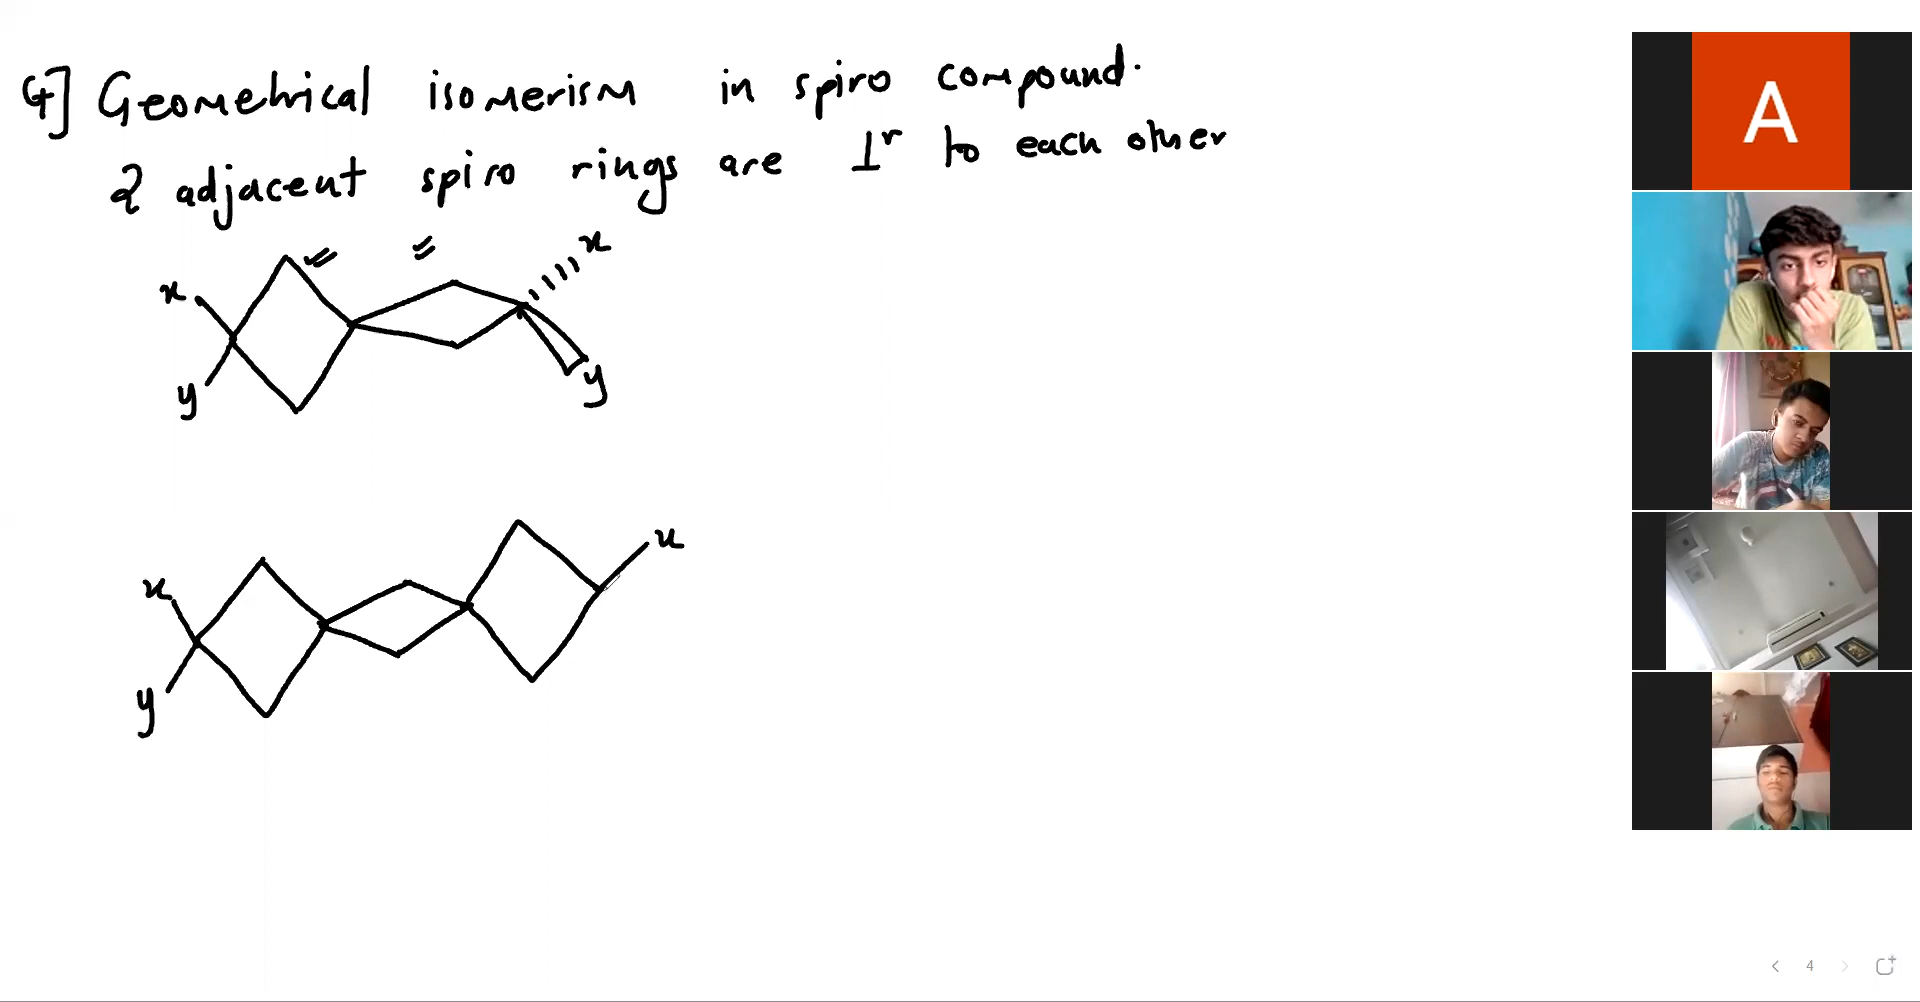 4] Geometrical isomerism in spiro compound.
2 adjacent spiro rings are ⊥r to each other
x
x
y
y
x
x
y
A
4